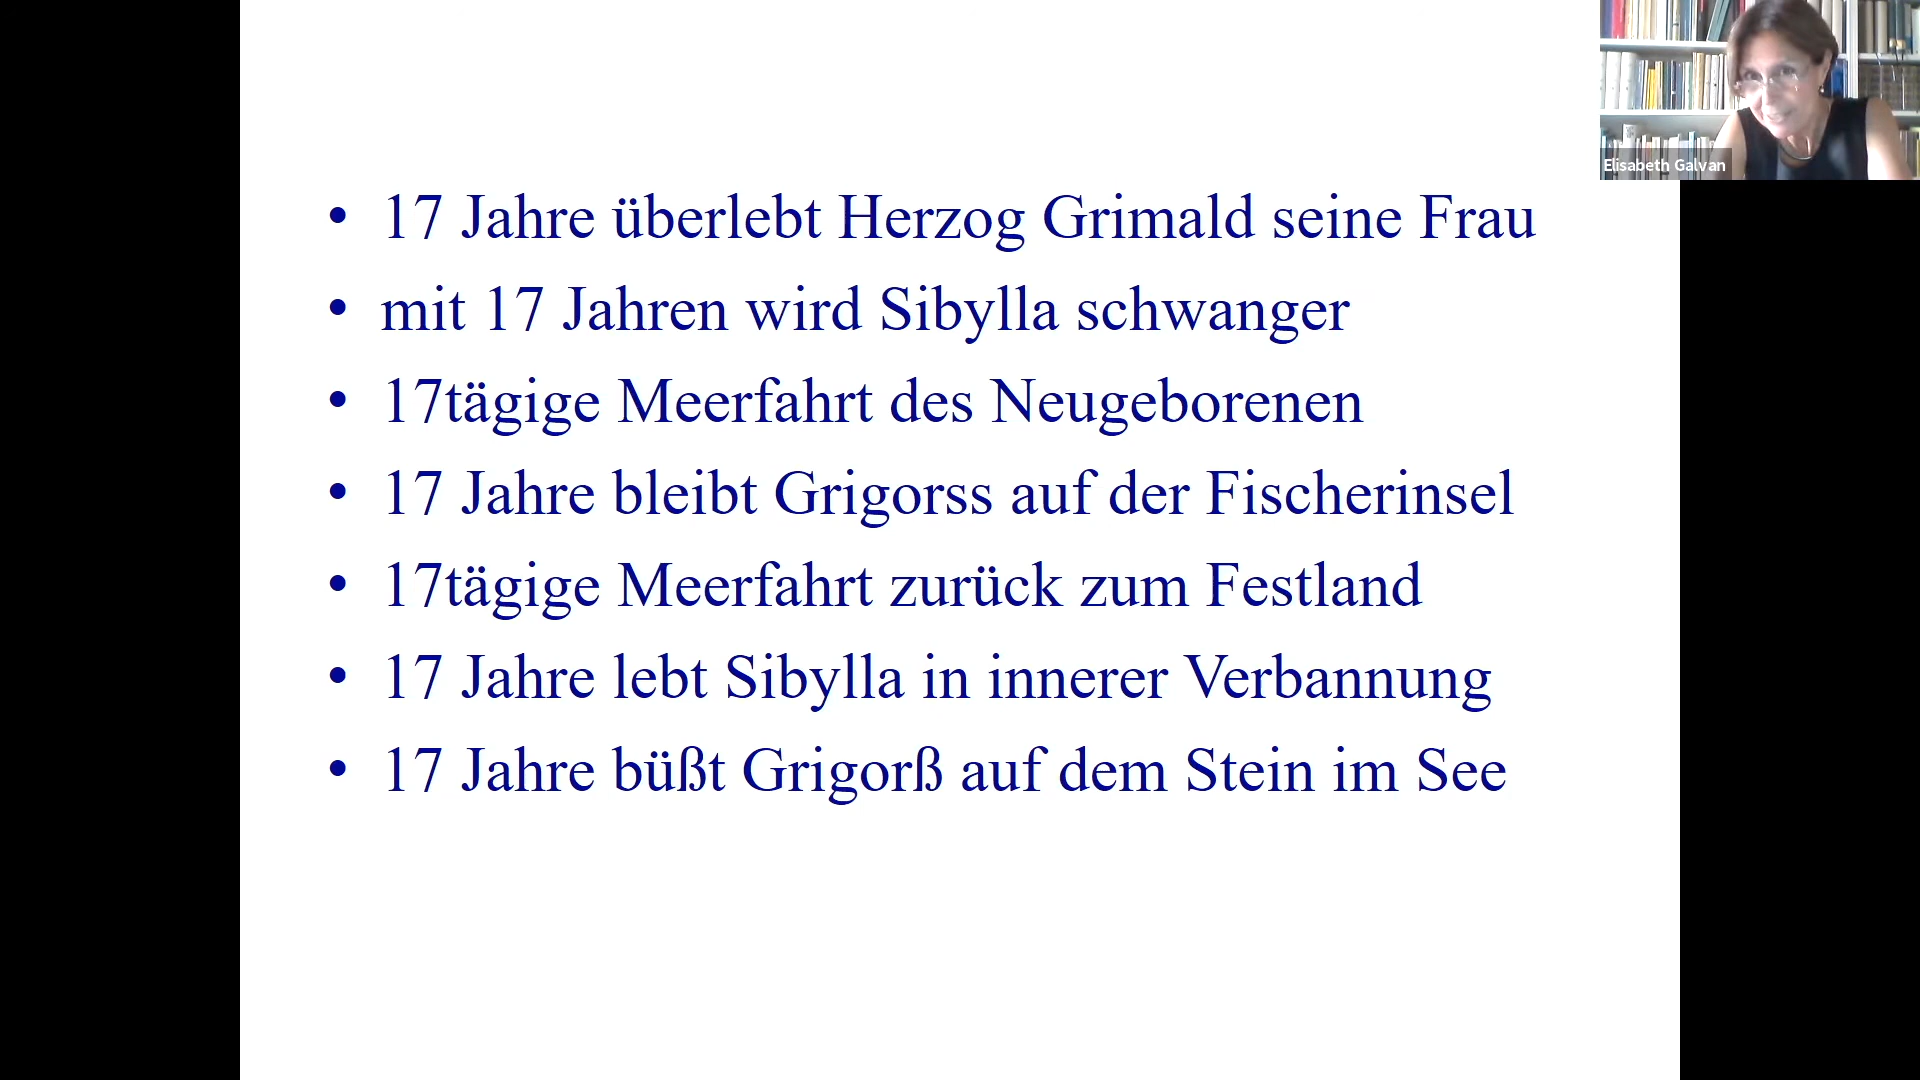 Elisabeth Galvan
• 17 Jahre überlebt Herzog Grimald seine Frau
• mit 17 Jahren wird Sibylla schwanger
• 17tägige Meerfahrt des Neugeborenen
• 17 Jahre bleibt Grigorss auf der Fischerinsel
• 17tägige Meerfahrt zurück zum Festland
• 17 Jahre lebt Sibylla in innerer Verbannung
• 17 Jahre büßt Grigorß auf dem Stein im See